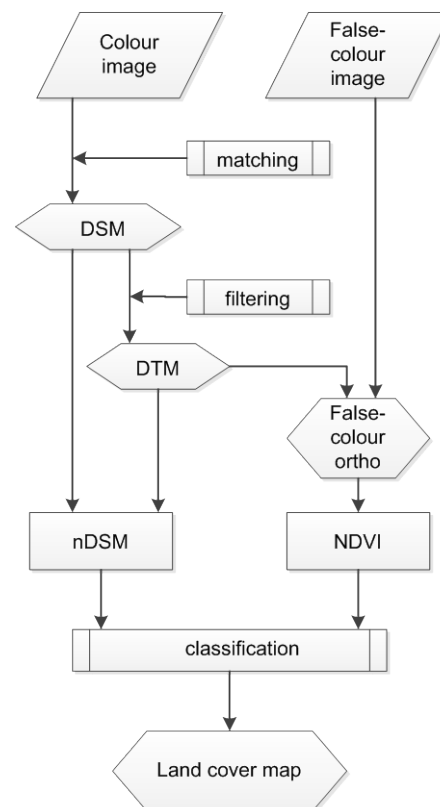 Colour
image
False-
colour
image
matching
DSM
filtering
DTM
False-
colour
ortho
nDSM
NDVI
classification
Land cover map